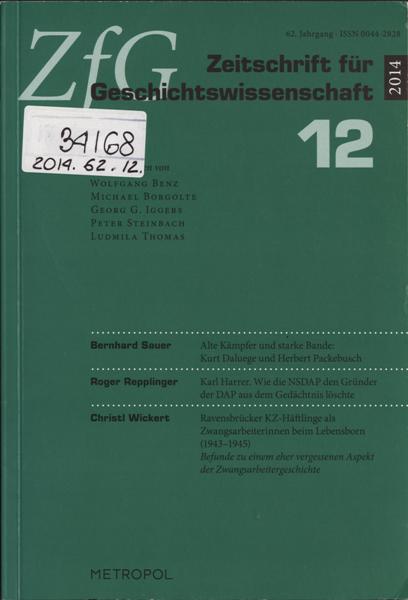 62. Jahrgang · ISSN 0044-2828
ZfG
Zeitschrift für
Geschichtswissenschaft
2014
12
34168
2014. 62. 12.
en von
Wolfgang Benz
Michael Borgolte
Georg G. Iggers
Peter Steinbach
Ludmila Thomas
Bernhard Sauer
Alte Kämpfer und starke Bande:
Kurt Daluege und Herbert Packebusch
Roger Repplinger
Karl Harrer. Wie die NSDAP den Gründer
der DAP aus dem Gedächtnis löschte
Christl Wickert
Ravensbrücker KZ-Häftlinge als
Zwangsarbeiterinnen beim Lebensborn
(1943–1945)
Befunde zu einem eher vergessenen Aspekt
der Zwangsarbeitergeschichte
METROPOL